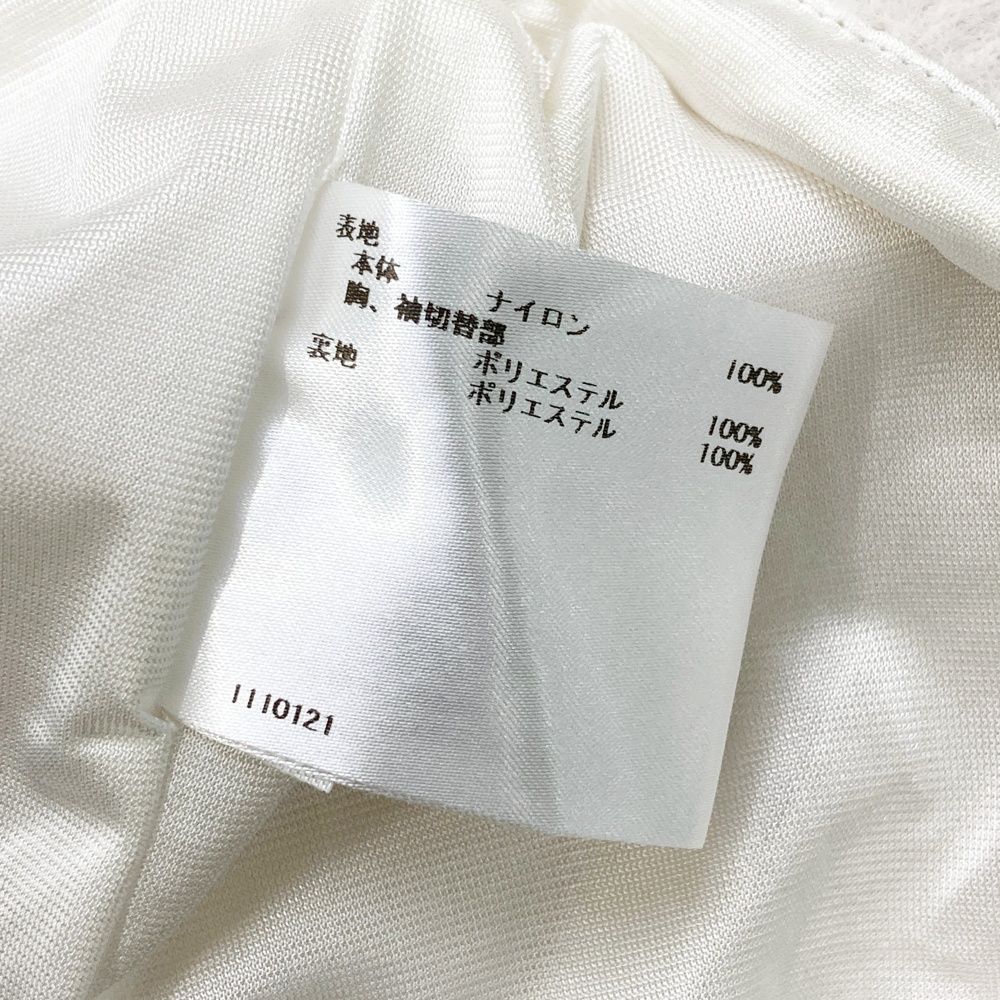 表地
本体 ナイロン 100%
胸、袖切替部
ポリエステル 100%
裏地 ポリエステル 100%
1110121